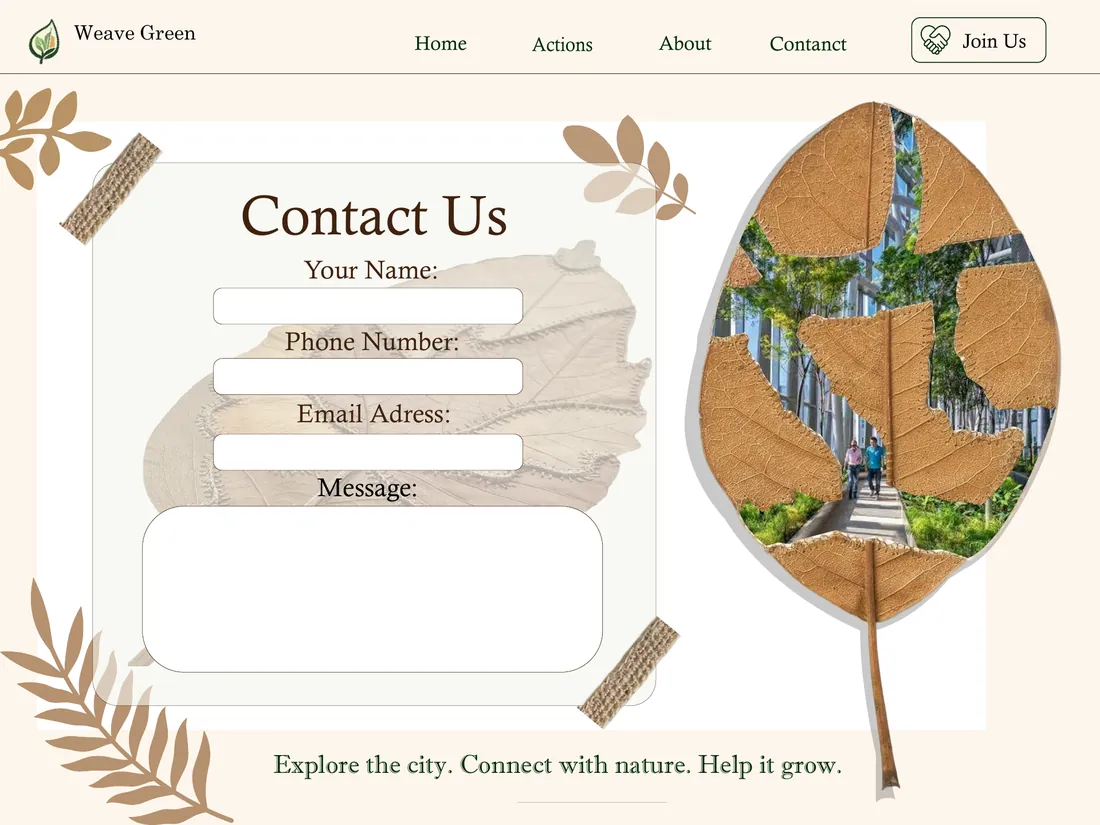 Weave Green
Home
Actions
About
Contanct
Join Us
Contact Us
Your Name:
Phone Number:
Email Adress:
Message:
Explore the city. Connect with nature. Help it grow.